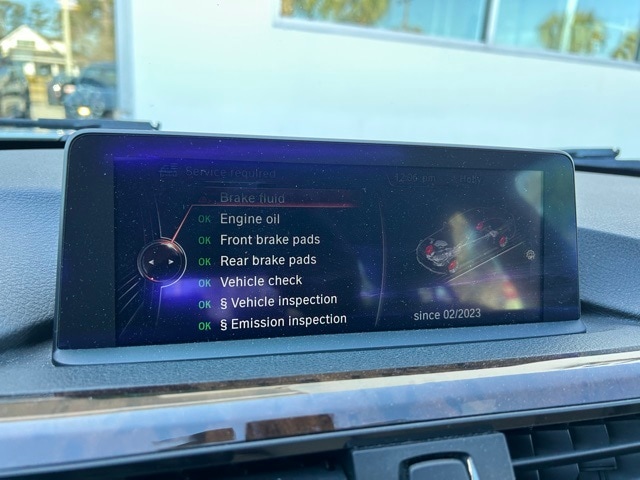 Service required
Brake fluid
OK Engine oil
OK Front brake pads
OK Rear brake pads
OK Vehicle check
OK § Vehicle inspection
OK § Emission inspection
since 02/2023